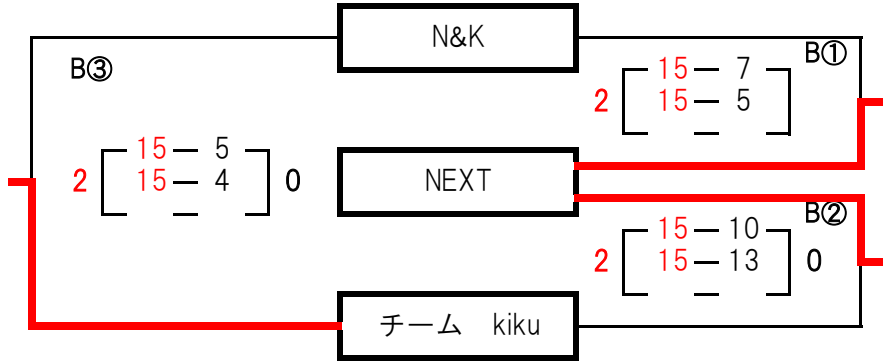 N&K
B③
B①
2 15 — 7
15 — 5
2 15 — 5 0
15 — 4
NEXT
B②
2 15 — 10 0
15 — 13
チーム kiku